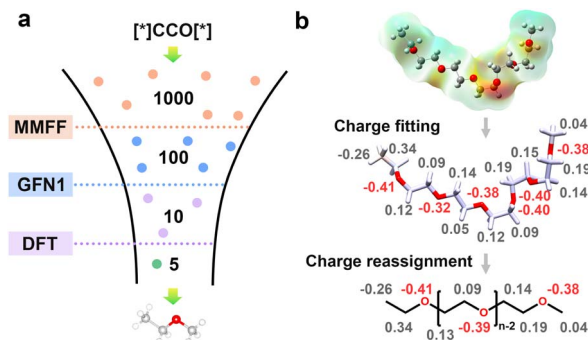 a
[*]CCO[*]
1000
MMFF
100
GFN1
10
DFT
5
b
Charge fitting
0.04
-0.26
0.34
0.09
0.19
0.15
-0.38
-0.41
0.14
-0.38
0.19
-0.40
0.14
0.12
-0.32
-0.40
0.05
0.12
0.09
Charge reassignment
-0.26 -0.41 0.09 0.14 -0.38
O O O
n-2
0.34 0.13 -0.39 0.19 0.04